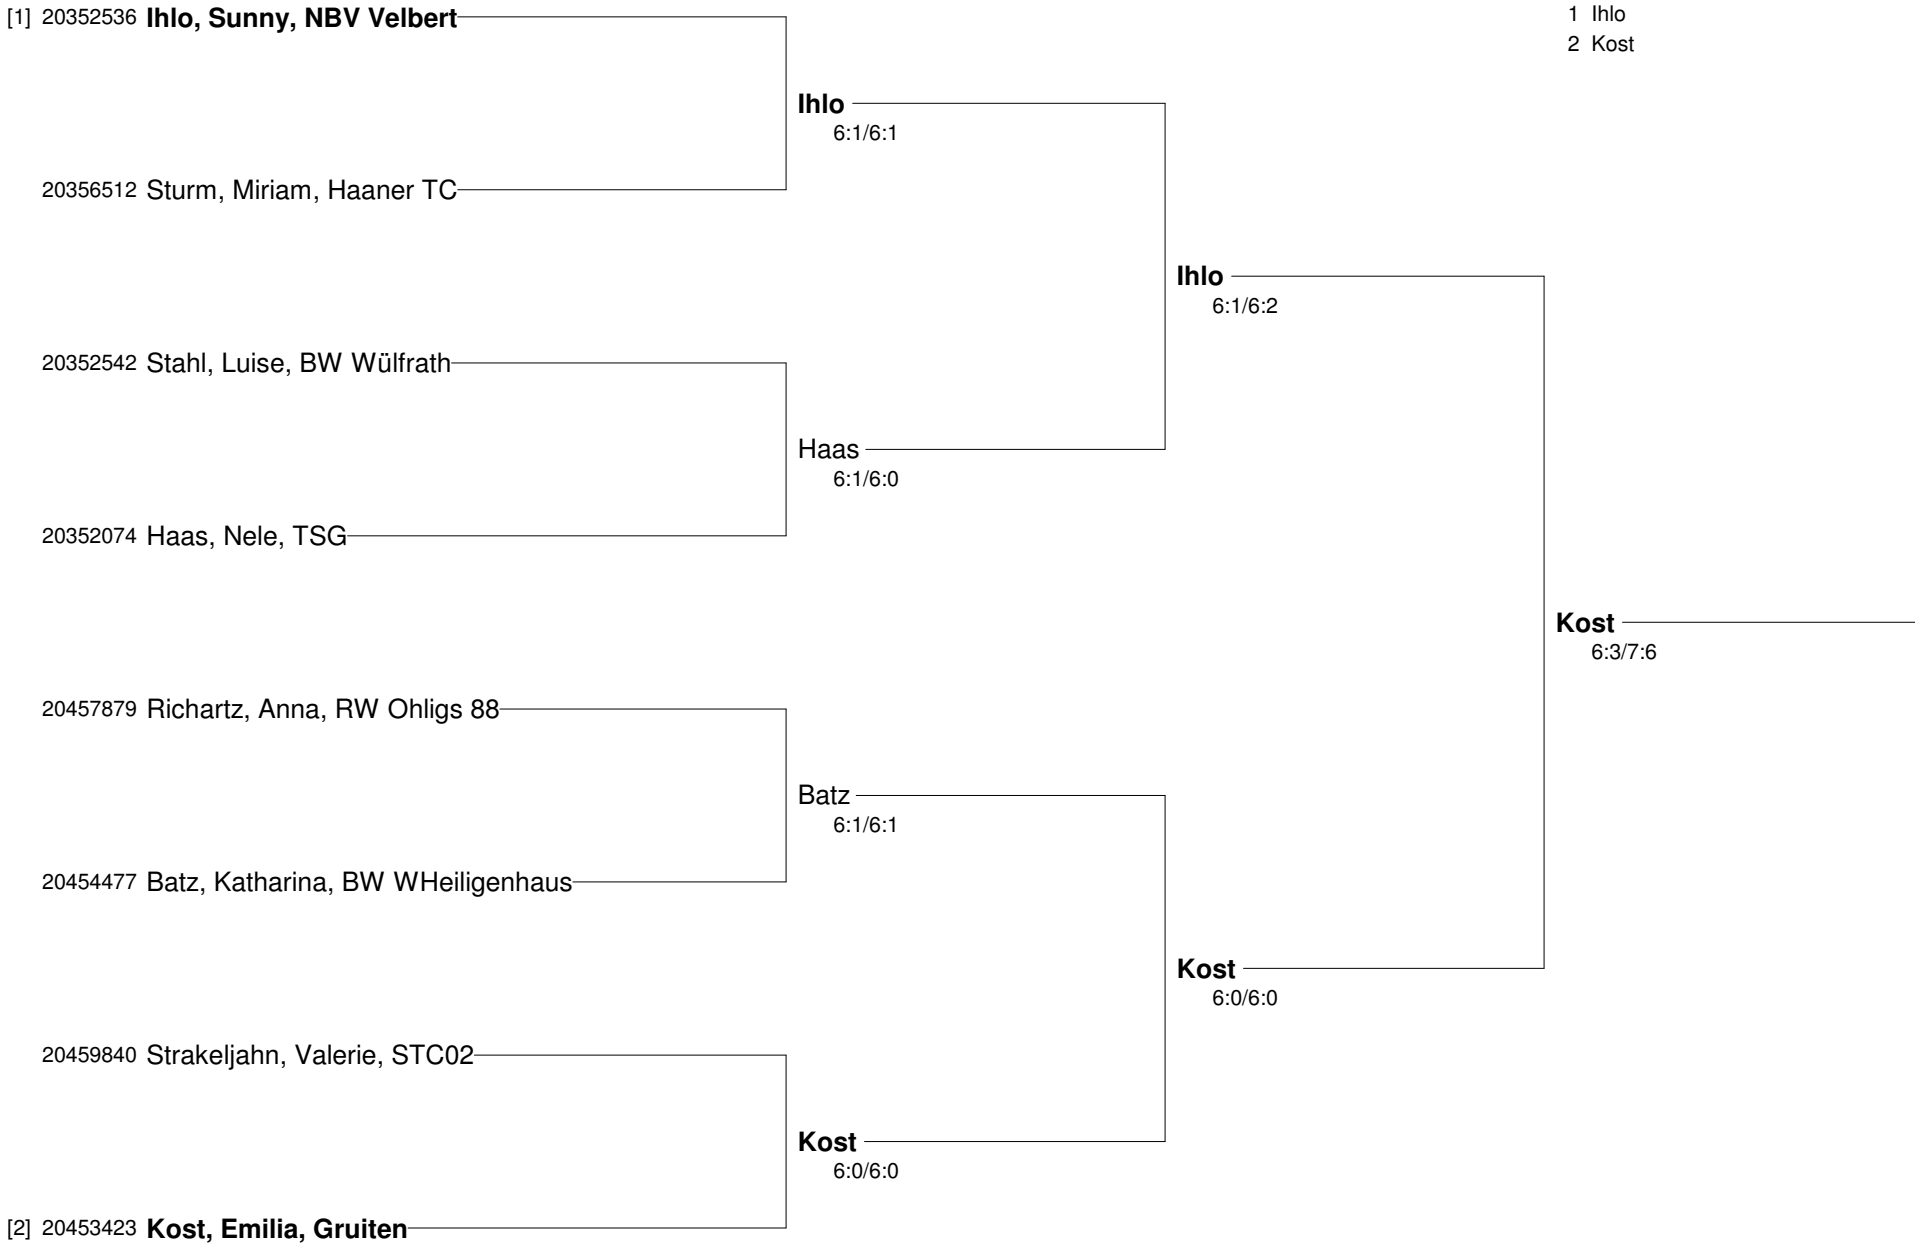 [1] 20352536 Ihlo, Sunny, NBV Velbert
1 Ihlo
2 Kost
Ihlo
6:1/6:1
20356512 Sturm, Miriam, Haaner TC
Ihlo
6:1/6:2
20352542 Stahl, Luise, BW Wülfrath
Haas
6:1/6:0
20352074 Haas, Nele, TSG
Kost
6:3/7:6
20457879 Richartz, Anna, RW Ohligs 88
Batz
6:1/6:1
20454477 Batz, Katharina, BW WHeiligenhaus
Kost
6:0/6:0
20459840 Strakeljahn, Valerie, STC02
Kost
6:0/6:0
[2] 20453423 Kost, Emilia, Gruiten